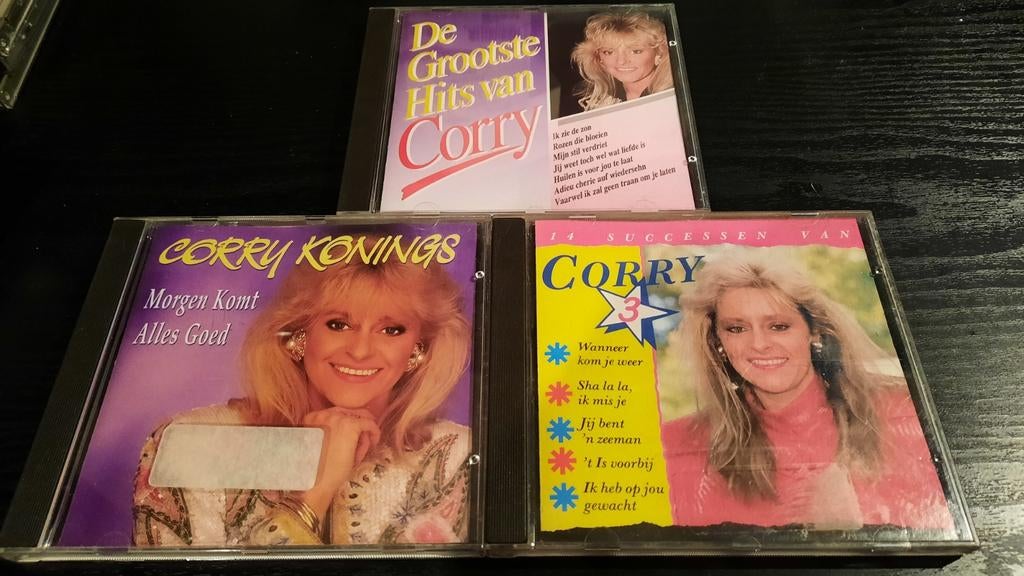 De
Grootste
Hits van
Corry
Ik zie de zon
Rozen die bloeien
Mijn stil verdriet
Jij weet toch wel wat liefde is
Huilen is voor jou te laat
Adieu cherie auf wiedersehn
Vaarwel ik zal geen traan om je laten
CORRY KONINGS
Morgen Komt
Alles Goed
14 SUCCESSEN VAN
CORRY
3
Wanneer
kom je weer
Sha la la,
ik mis je
Jij bent
'n zeeman
't Is voorbij
Ik heb op jou
gewacht